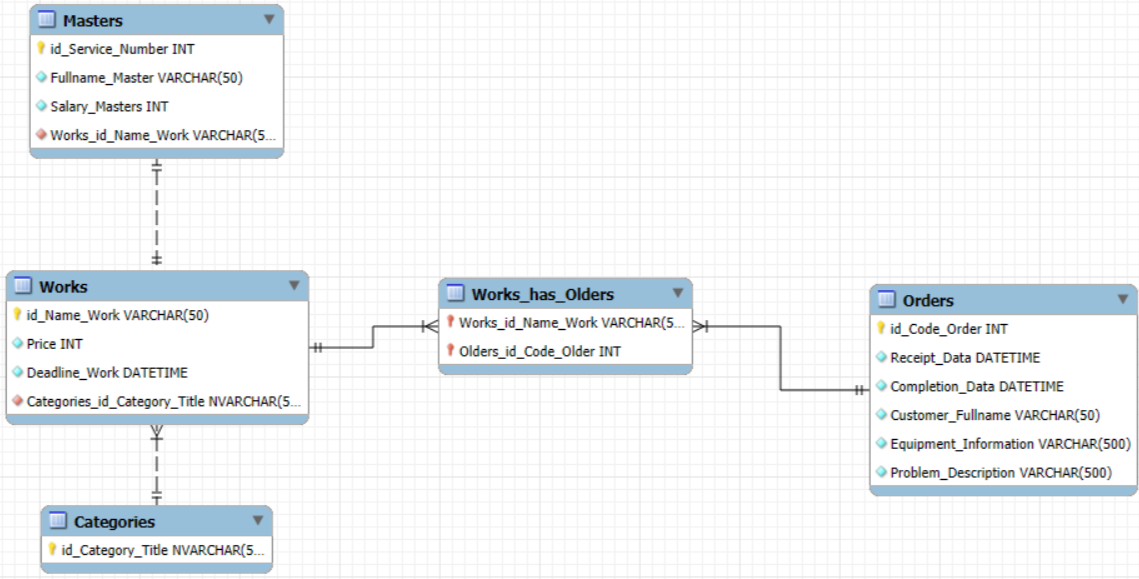 Masters
id_Service_Number INT
Fullname_Master VARCHAR(50)
Salary_Masters INT
Works_id_Name_Work VARCHAR(5...
Works
id_Name_Work VARCHAR(50)
Price INT
Deadline_Work DATETIME
Categories_id_Category_Title NVARCHAR(5...
Categories
id_Category_Title NVARCHAR(5...
Works_has_Olders
Works_id_Name_Work VARCHAR(5...
Olders_id_Code_Older INT
Orders
id_Code_Order INT
Receipt_Data DATETIME
Completion_Data DATETIME
Customer_Fullname VARCHAR(50)
Equipment_Information VARCHAR(500)
Problem_Description VARCHAR(500)